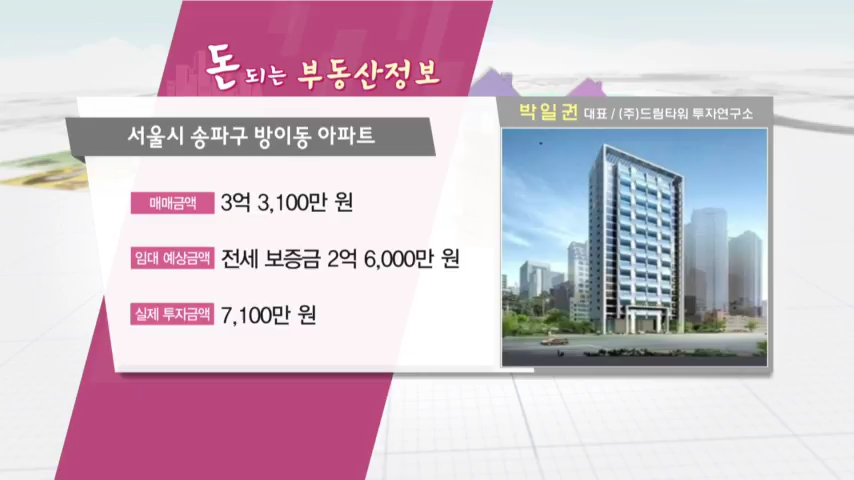 돈 되는 부동산정보
박일권 대표 / (주)드림타워 투자연구소
서울시 송파구 방이동 아파트
매매금액 3억 3,100만 원
임대 예상금액 전세 보증금 2억 6,000만 원
실제 투자금액 7,100만 원